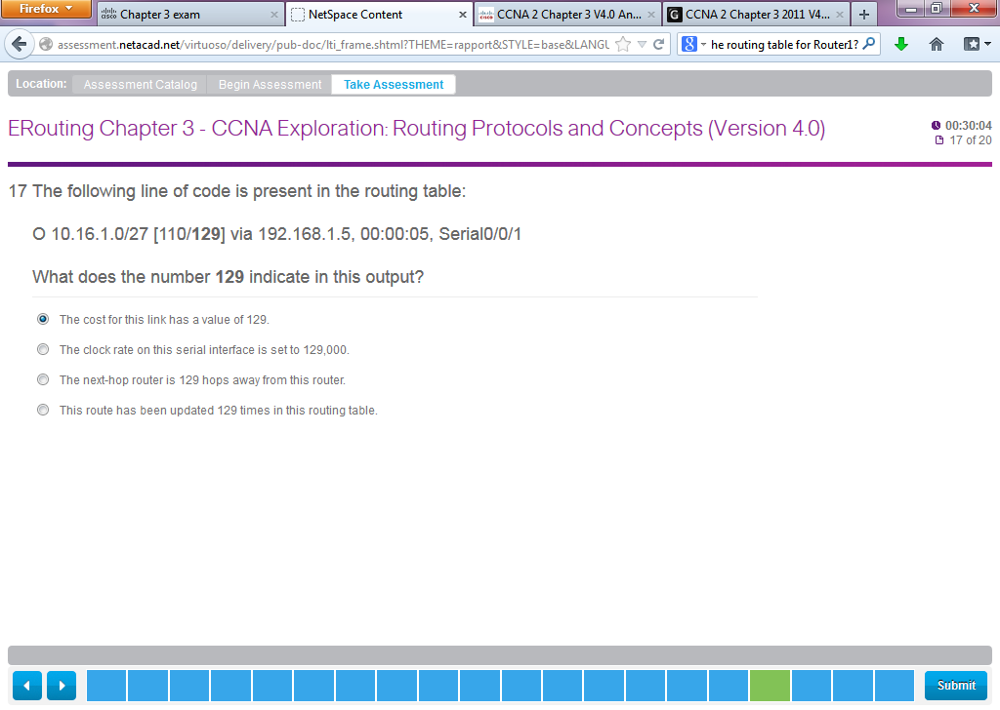 Firefox
Chapter 3 exam
NetSpace Content
CCNA 2 Chapter 3 V4.0 An...
CCNA 2 Chapter 3 2011 V4...
assessment.netacad.net/virtuoso/delivery/pub-doc/lti_frame.shtml?THEME=rapport&STYLE=base&LANGU
he routing table for Router1?
Location: Assessment Catalog Begin Assessment Take Assessment
ERouting Chapter 3 - CCNA Exploration: Routing Protocols and Concepts (Version 4.0)
00:30:04
17 of 20
17 The following line of code is present in the routing table:
O 10.16.1.0/27 [110/129] via 192.168.1.5, 00:00:05, Serial0/0/1
What does the number 129 indicate in this output?
The cost for this link has a value of 129.
The clock rate on this serial interface is set to 129,000.
The next-hop router is 129 hops away from this router.
This route has been updated 129 times in this routing table.
Submit